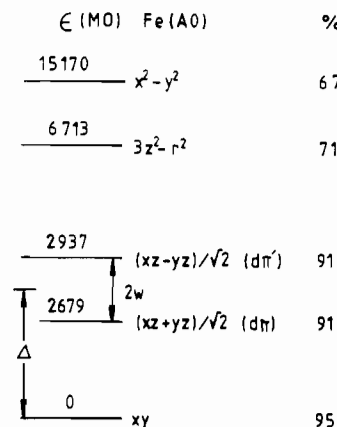 ϵ (MO) Fe (AO) %
15170 x²-y² 67
6713 3z²-r² 71
2937 (xz-yz)/√2 (dπ′) 91
2w
2679 (xz+yz)/√2 (dπ) 91
Δ
0 xy 95